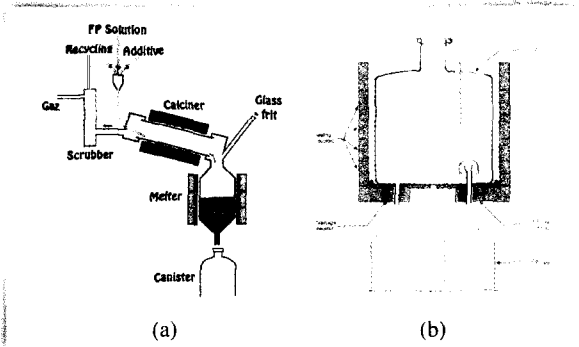 FP Solution
Recycling
Additive
Gaz
Calciner
Glass
frit
Scrubber
Melter
Canister
(a)
(b)